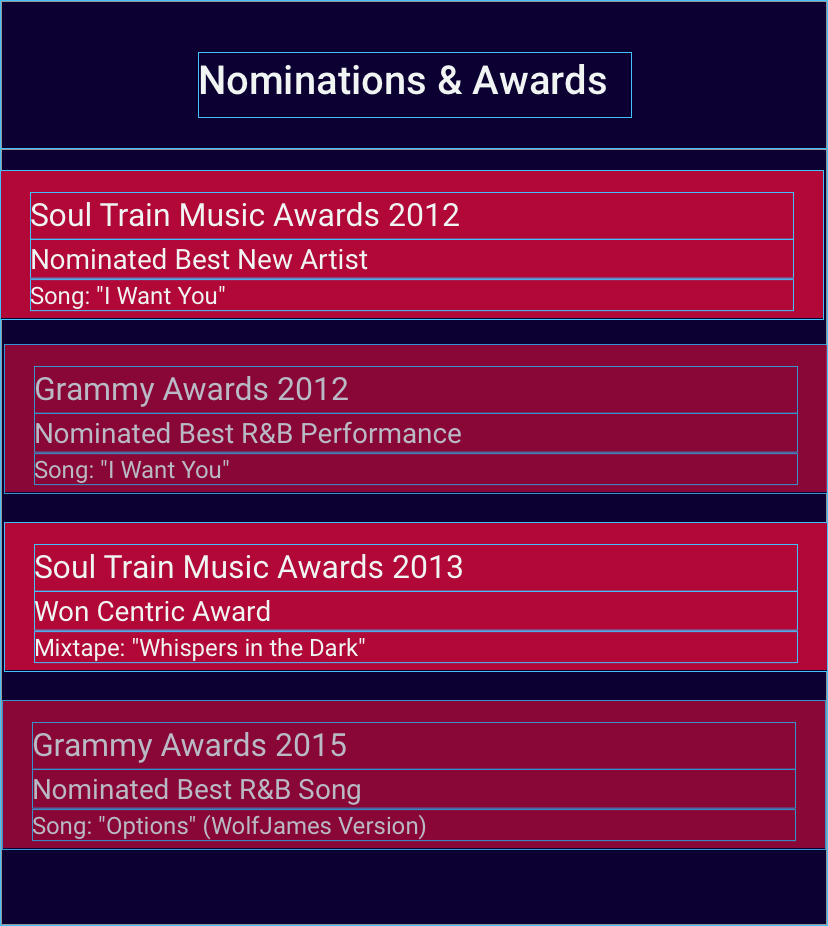 Nominations & Awards
Soul Train Music Awards 2012
Nominated Best New Artist
Song: "I Want You"
Grammy Awards 2012
Nominated Best R&B Performance
Song: "I Want You"
Soul Train Music Awards 2013
Won Centric Award
Mixtape: "Whispers in the Dark"
Grammy Awards 2015
Nominated Best R&B Song
Song: "Options" (WolfJames Version)